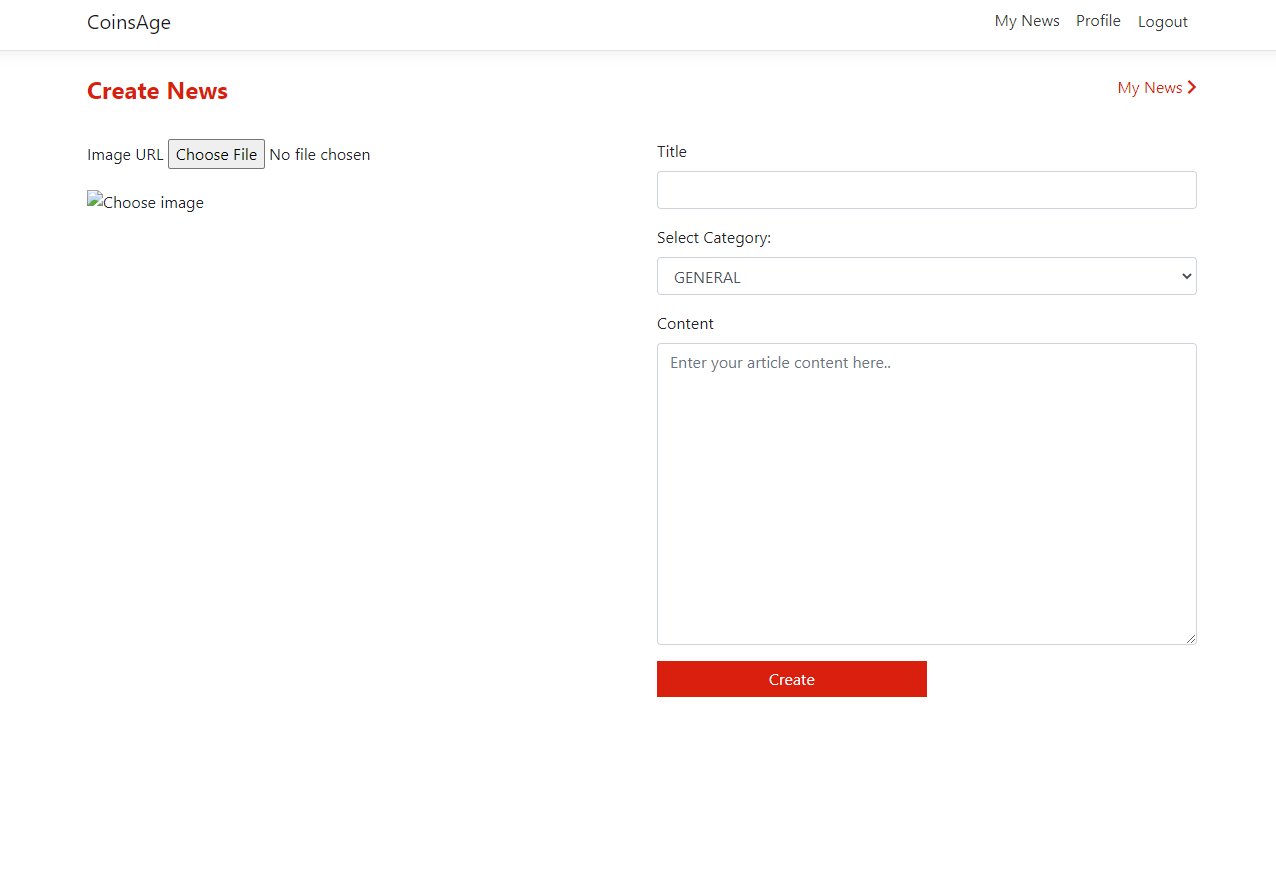 CoinsAge
My News Profile Logout
Create News
My News
Image URL Choose File No file chosen
Choose image
Title
Select Category:
GENERAL
Content
Enter your article content here..
Create